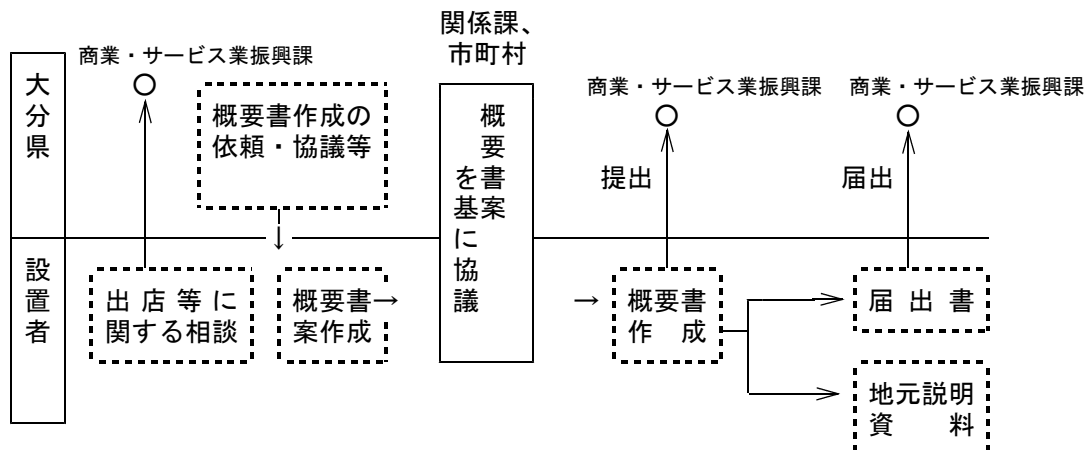 関係課、
市町村
商業・サービス業振興課
商業・サービス業振興課
商業・サービス業振興課
大分県
概要書作成の
依頼・協議等
概要書案
を基に協議
提出
届出
↓
設置者
出店等に
関する相談
概要書→
案作成
→
概要書
作成
届出書
地元説明
資料